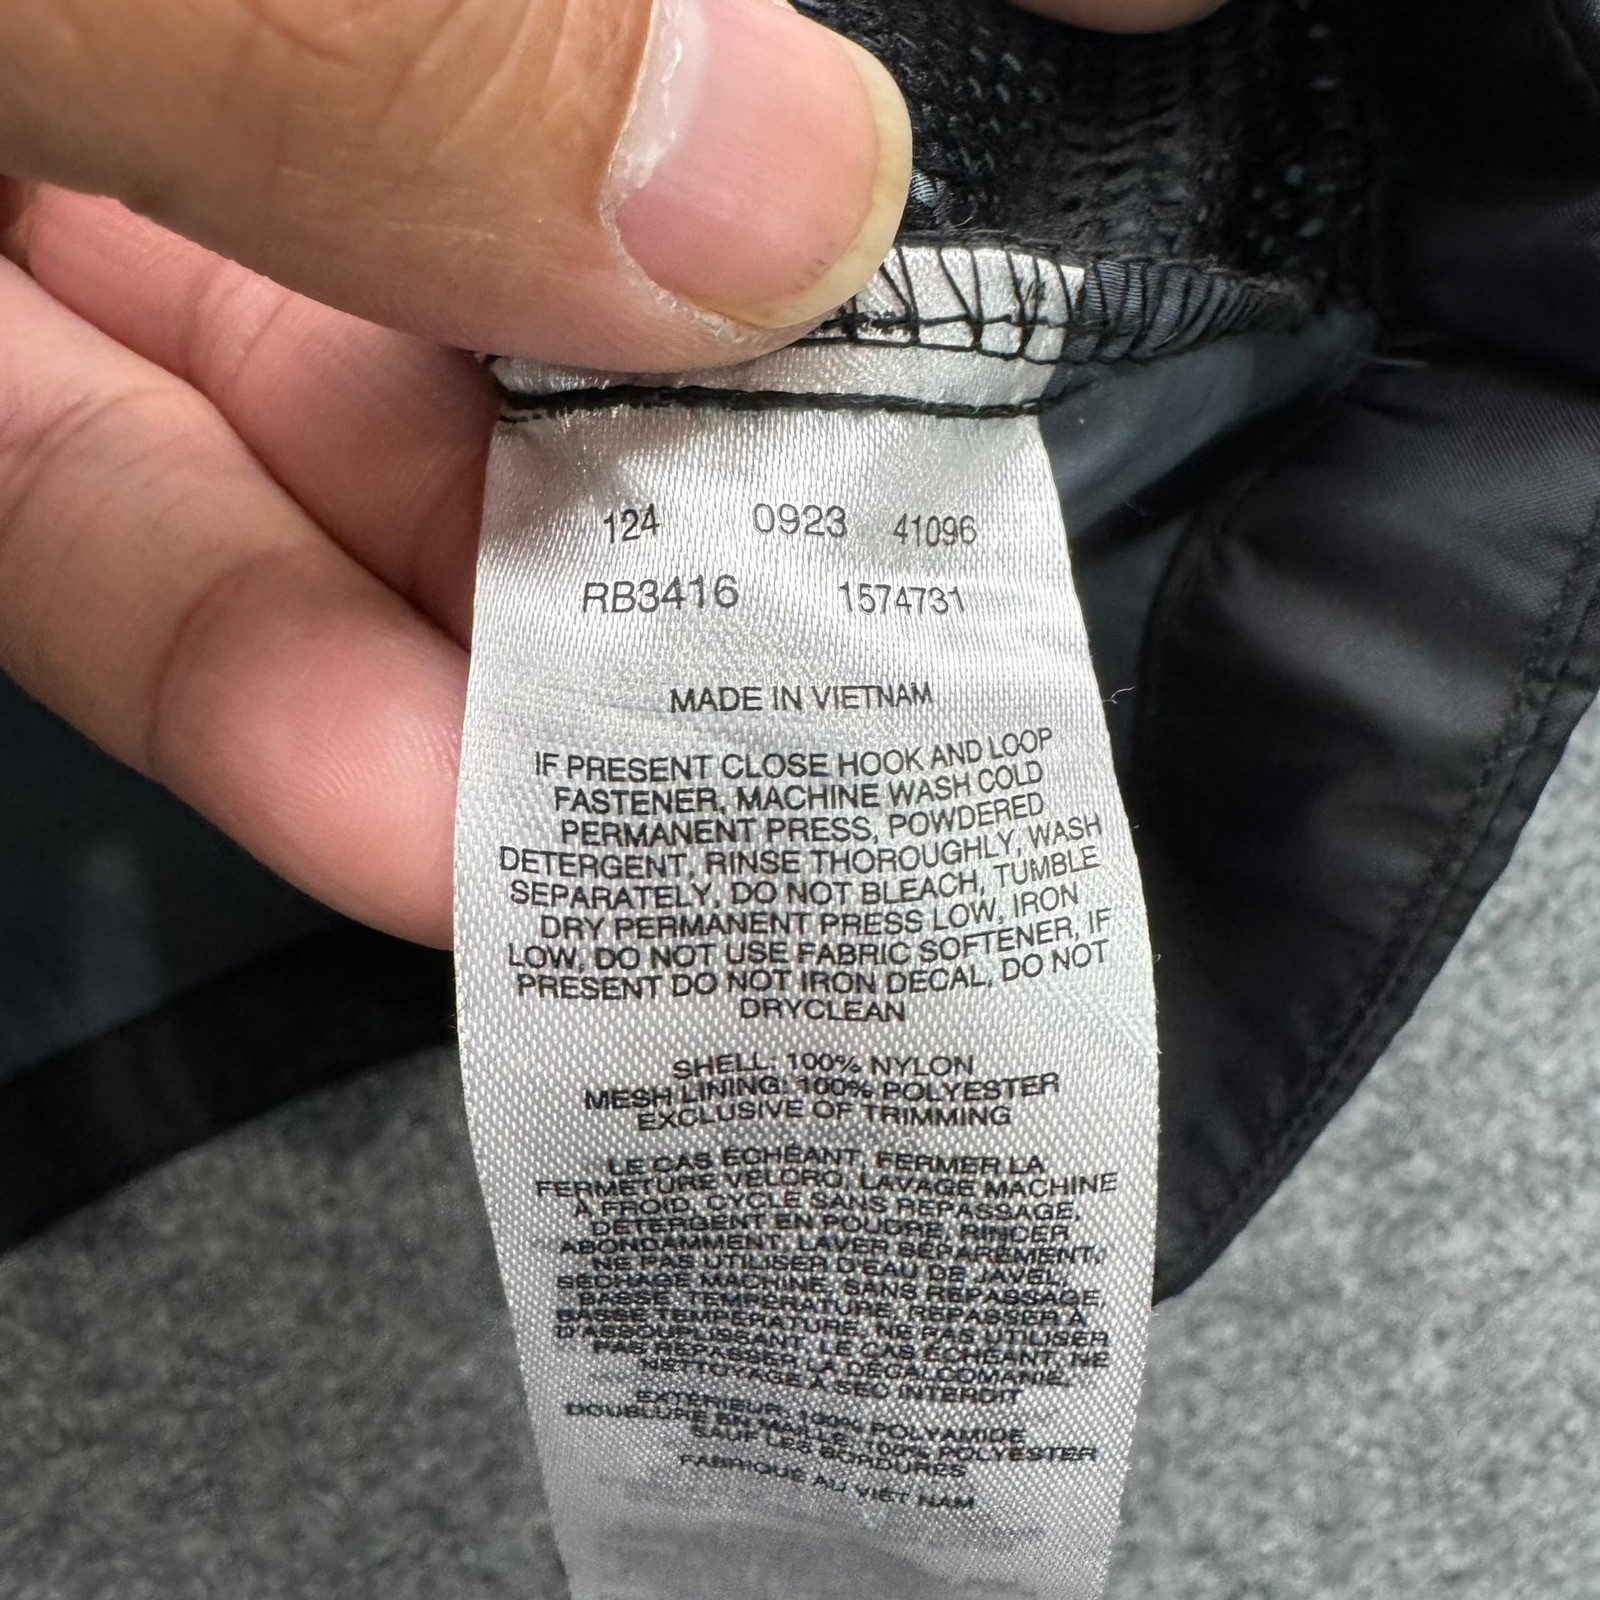 124 0923 41096
RB3416 1574731
MADE IN VIETNAM
IF PRESENT CLOSE HOOK AND LOOP
FASTENER, MACHINE WASH COLD
PERMANENT PRESS, POWDERED
DETERGENT, RINSE THOROUGHLY, WASH
SEPARATELY, DO NOT BLEACH, TUMBLE
DRY PERMANENT PRESS LOW, IRON
LOW, DO NOT USE FABRIC SOFTENER, IF
PRESENT DO NOT IRON DECAL, DO NOT
DRYCLEAN
SHELL: 100% NYLON
MESH LINING: 100% POLYESTER
EXCLUSIVE OF TRIMMING
LE CAS ÉCHÉANT, FERMER LA
FERMETURE VELCRO, LAVAGE MACHINE
À FROID, CYCLE SANS REPASSAGE,
DÉTERGENT EN POUDRE, RINCER
ABONDAMMENT, LAVER SÉPARÉMENT,
NE PAS UTILISER D'EAU DE JAVEL,
SÉCHAGE MACHINE, SANS REPASSAGE,
BASSE TEMPÉRATURE, REPASSER À
BASSE TEMPÉRATURE, NE PAS UTILISER
D'ASSOUPLISSANT, LE CAS ÉCHÉANT, NE
PAS REPASSER LA DÉCALCOMANIE,
NETTOYAGE À SEC INTERDIT
EXTÉRIEUR: 100% POLYAMIDE
DOUBLURE EN MAILLE: 100% POLYESTER
SAUF LES BORDURES
FABRIQUÉ AU VIÊT NAM